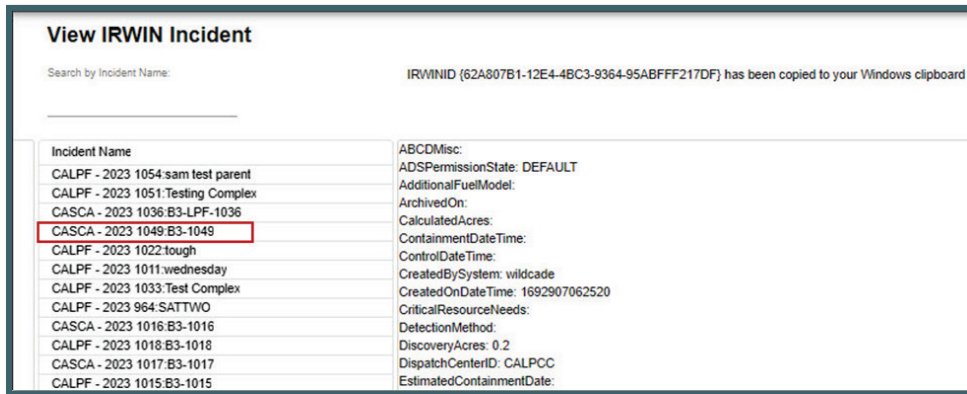 View IRWIN Incident
Search by Incident Name:
IRWINID {62A807B1-12E4-4BC3-9364-95ABFFF217DF} has been copied to your Windows clipboard
Incident Name
CALPF - 2023 1054:sam test parent
CALPF - 2023 1051:Testing Complex
CASCA - 2023 1036:B3-LPF-1036
CASCA - 2023 1049:B3-1049
CALPF - 2023 1022:tough
CALPF - 2023 1011:wednesday
CALPF - 2023 1033:Test Complex
CALPF - 2023 964:SATTWO
CASCA - 2023 1016:B3-1016
CALPF - 2023 1018:B3-1018
CASCA - 2023 1017:B3-1017
CALPF - 2023 1015:B3-1015
ABCDMisc:
ADSPermissionState: DEFAULT
AdditionalFuelModel:
ArchivedOn:
CalculatedAcres:
ContainmentDateTime:
ControlDateTime:
CreatedBySystem: wildcade
CreatedOnDateTime: 1692907062520
CriticalResourceNeeds:
DetectionMethod:
DiscoveryAcres: 0.2
DispatchCenterID: CALPCC
EstimatedContainmentDate: